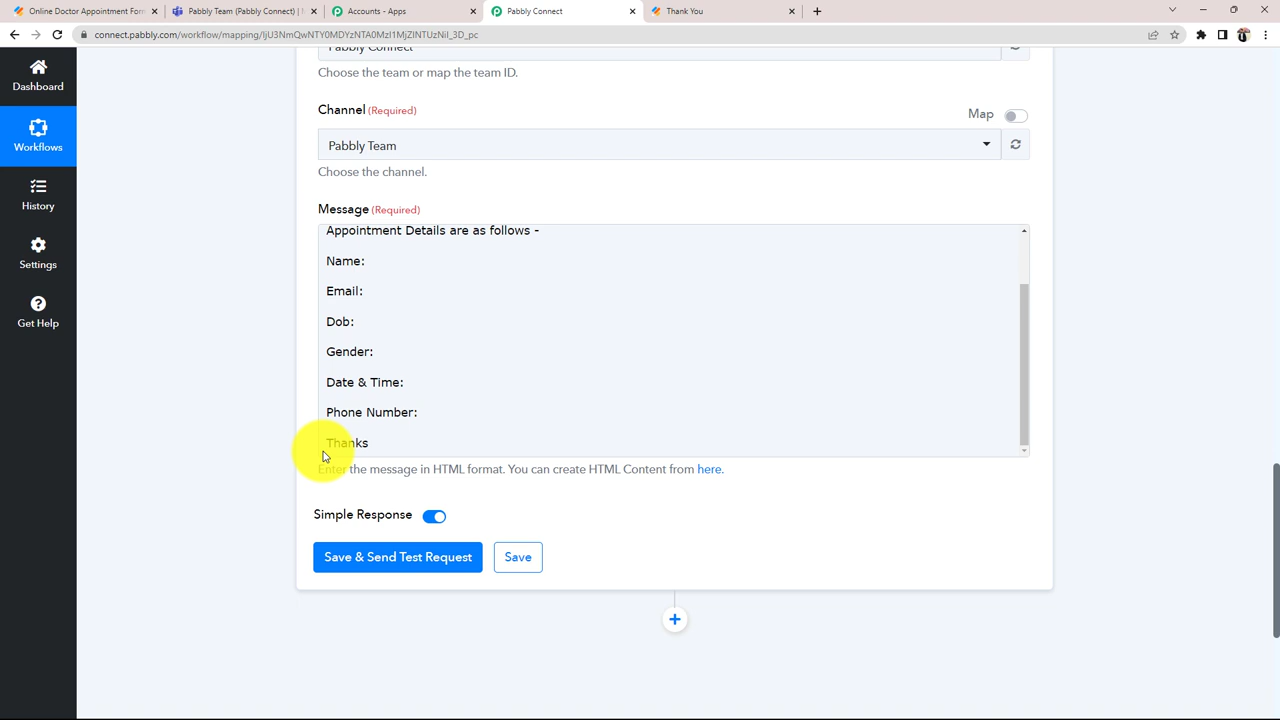 Online Doctor Appointment Form
Pabbly Team (Pabbly Connect) |
Accounts - Apps
Pabbly Connect
Thank You
connect.pabbly.com/workflow/mapping/
Dashboard
Workflows
History
Settings
Get Help
Pabbly Connect
Choose the team or map the team ID.
Channel (Required)
Map
Pabbly Team
Choose the channel.
Message (Required)
Appointment Details are as follows -
Name:
Email:
Dob:
Gender:
Date & Time:
Phone Number:
Thanks
Enter the message in HTML format. You can create HTML Content from here.
Simple Response
Save & Send Test Request
Save